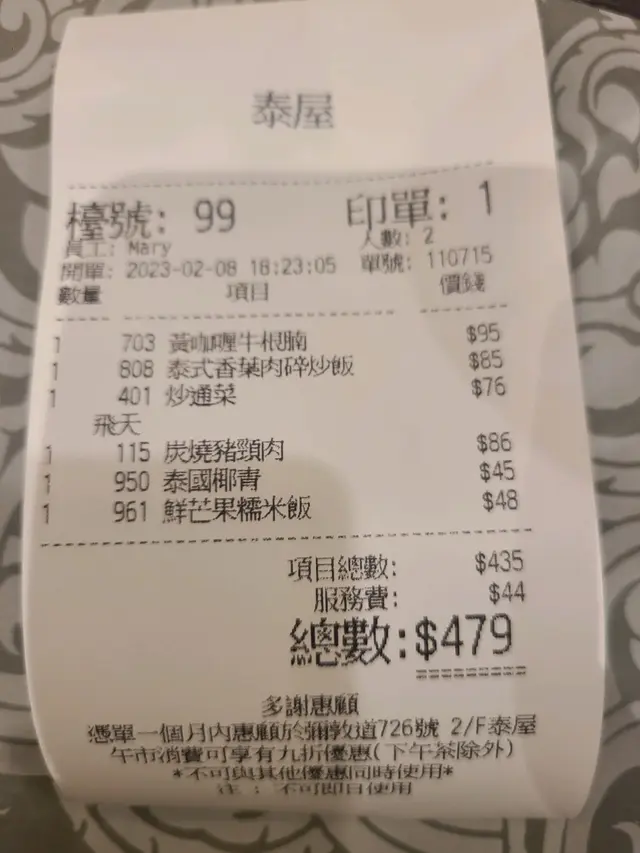 泰屋
檯號: 99 印單: 1
員工: Mary 人數: 2
開單: 2023-02-08 18:23:05 單號: 110715
數量 項目 價錢
1 703 黃咖喱牛根腩 $95
1 808 泰式香葉肉碎炒飯 $85
1 401 炒通菜 $76
飛天
1 115 炭燒豬頸肉 $86
1 950 泰國椰青 $45
1 961 鮮芒果糯米飯 $48
項目總數: $435
服務費: $44
總數:$479
多謝惠顧
憑單一個月內惠顧於彌敦道726號 2/F泰屋
午市消費可享有九折優惠(下午茶除外)
*不可與其他優惠同時使用*
注 : 不可即日使用